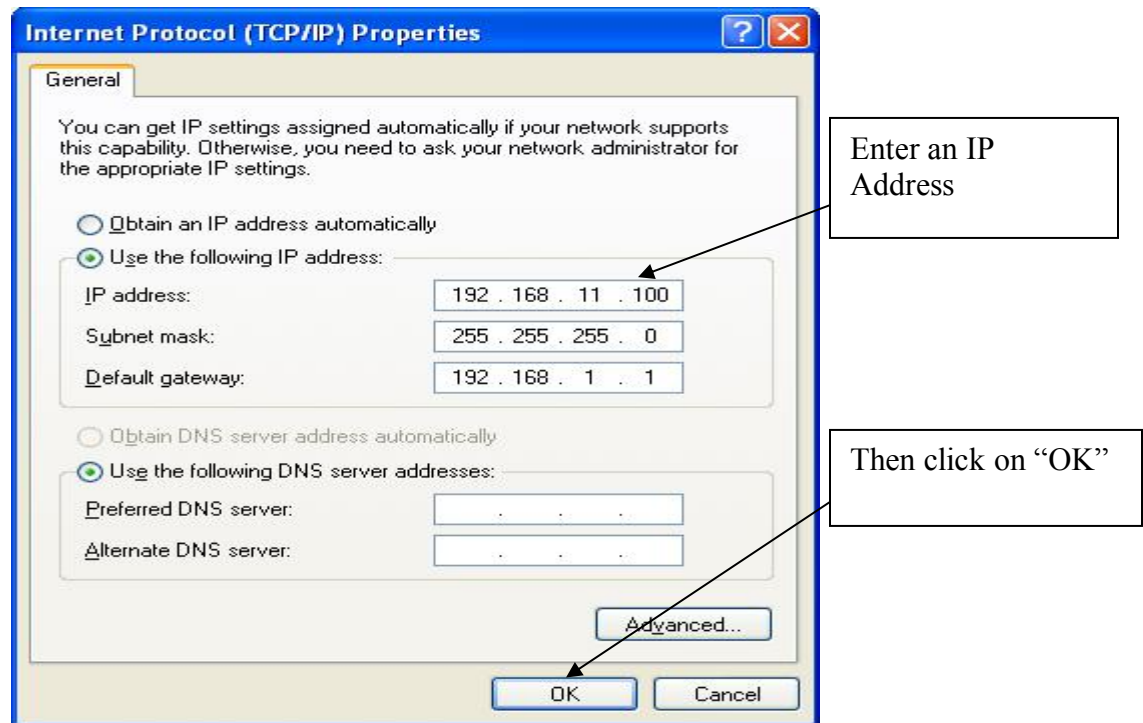 Internet Protocol (TCP/IP) Properties
General
You can get IP settings assigned automatically if your network supports
this capability. Otherwise, you need to ask your network administrator for
the appropriate IP settings.
Enter an IP
Address
Obtain an IP address automatically
Use the following IP address:
IP address: 192 . 168 . 11 . 100
Subnet mask: 255 . 255 . 255 . 0
Default gateway: 192 . 168 . 1 . 1
Obtain DNS server address automatically
Use the following DNS server addresses:
Then click on “OK”
Preferred DNS server: . . .
Alternate DNS server: . . .
Advanced...
OK Cancel